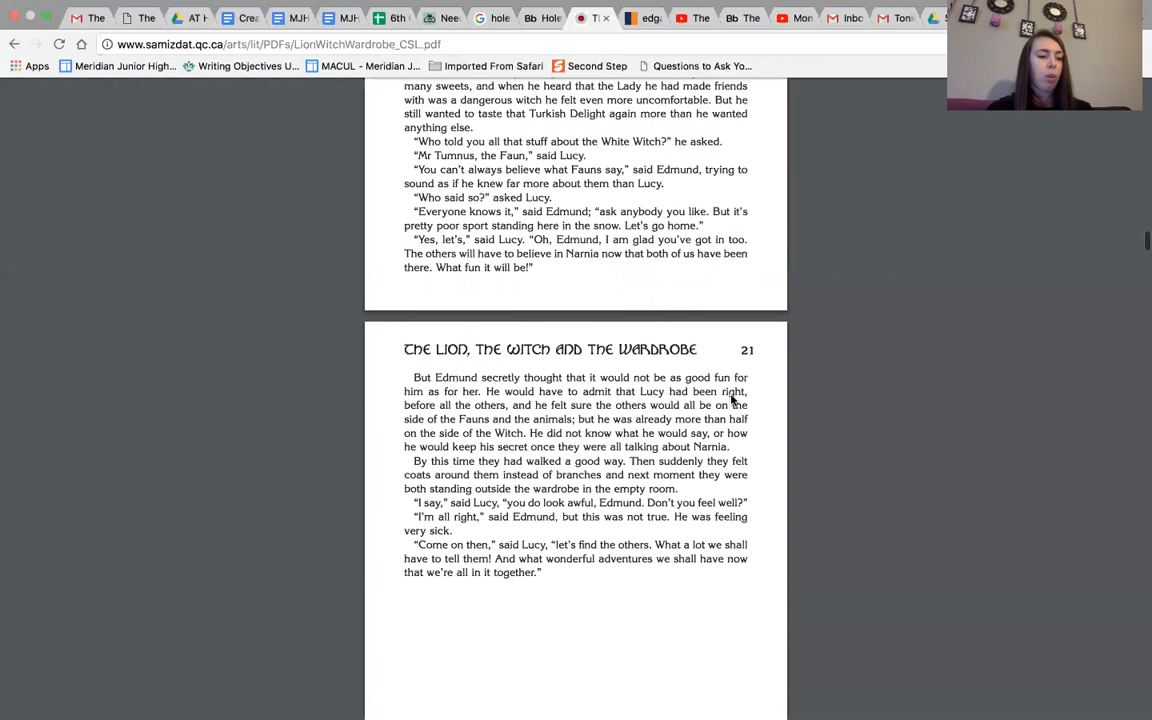 The
The
AT H
Crea
MJH
MJH
6th
Nee
hole
Hole
edga
The
Bb The
Mon
Inbo
Toni
www.samizdat.qc.ca/arts/lit/PDFs/LionWitchWardrobe_CSL.pdf
Apps
Meridian Junior High...
Writing Objectives U...
MACUL - Meridian J...
Imported From Safari
Second Step
Questions to Ask Yo...
many sweets, and when he heard that the Lady he had made friends
with was a dangerous witch he felt even more uncomfortable. But he
still wanted to taste that Turkish Delight again more than he wanted
anything else.
“Who told you all that stuff about the White Witch?” he asked.
“Mr Tumnus, the Faun,” said Lucy.
“You can’t always believe what Fauns say,” said Edmund, trying to
sound as if he knew far more about them than Lucy.
“Who said so?” asked Lucy.
“Everyone knows it,” said Edmund; “ask anybody you like. But it’s
pretty poor sport standing here in the snow. Let’s go home.”
“Yes, let’s,” said Lucy. “Oh, Edmund, I am glad you’ve got in too.
The others will have to believe in Narnia now that both of us have been
there. What fun it will be!”
THE LION, THE WITCH AND THE WARDROBE 21
But Edmund secretly thought that it would not be as good fun for
him as for her. He would have to admit that Lucy had been right,
before all the others, and he felt sure the others would all be on the
side of the Fauns and the animals; but he was already more than half
on the side of the Witch. He did not know what he would say, or how
he would keep his secret once they were all talking about Narnia.
By this time they had walked a good way. Then suddenly they felt
coats around them instead of branches and next moment they were
both standing outside the wardrobe in the empty room.
“I say,” said Lucy, “you do look awful, Edmund. Don’t you feel well?”
“I’m all right,” said Edmund, but this was not true. He was feeling
very sick.
“Come on then,” said Lucy, “let’s find the others. What a lot we shall
have to tell them! And what wonderful adventures we shall have now
that we’re all in it together.”